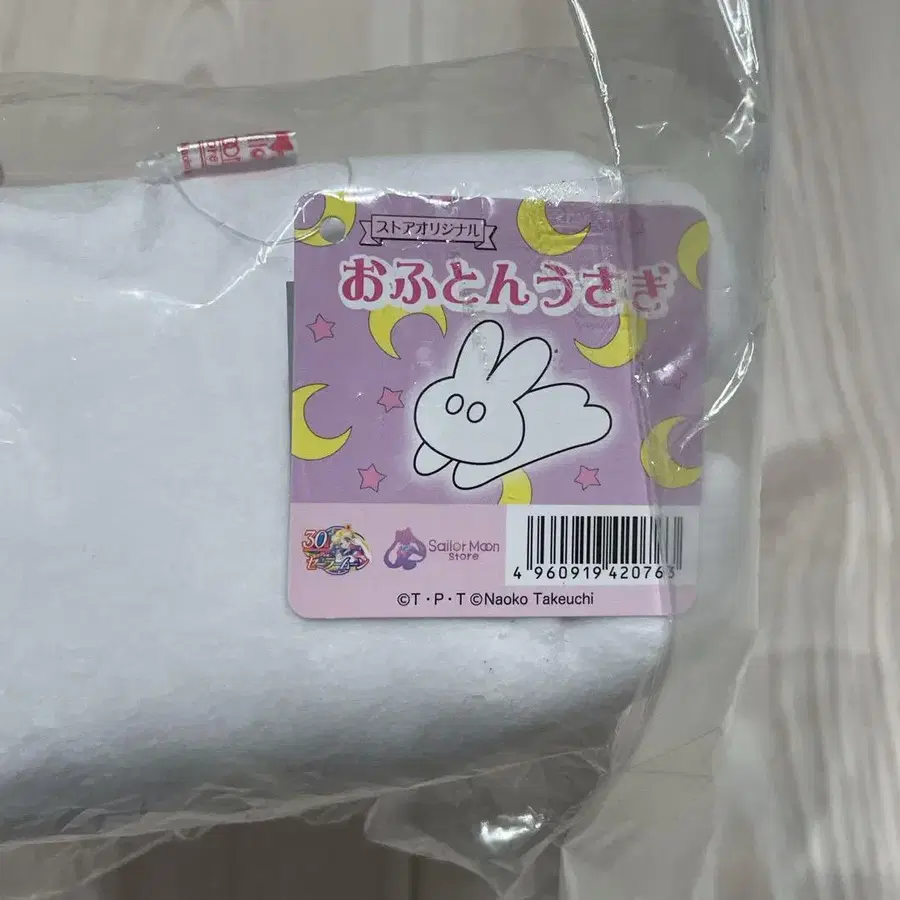 ストアオリジナル
おふとんうさぎ
30
セーラームーン
Sailor Moon
Store
4 960919 420763
©T・P・T ©Naoko Takeuchi